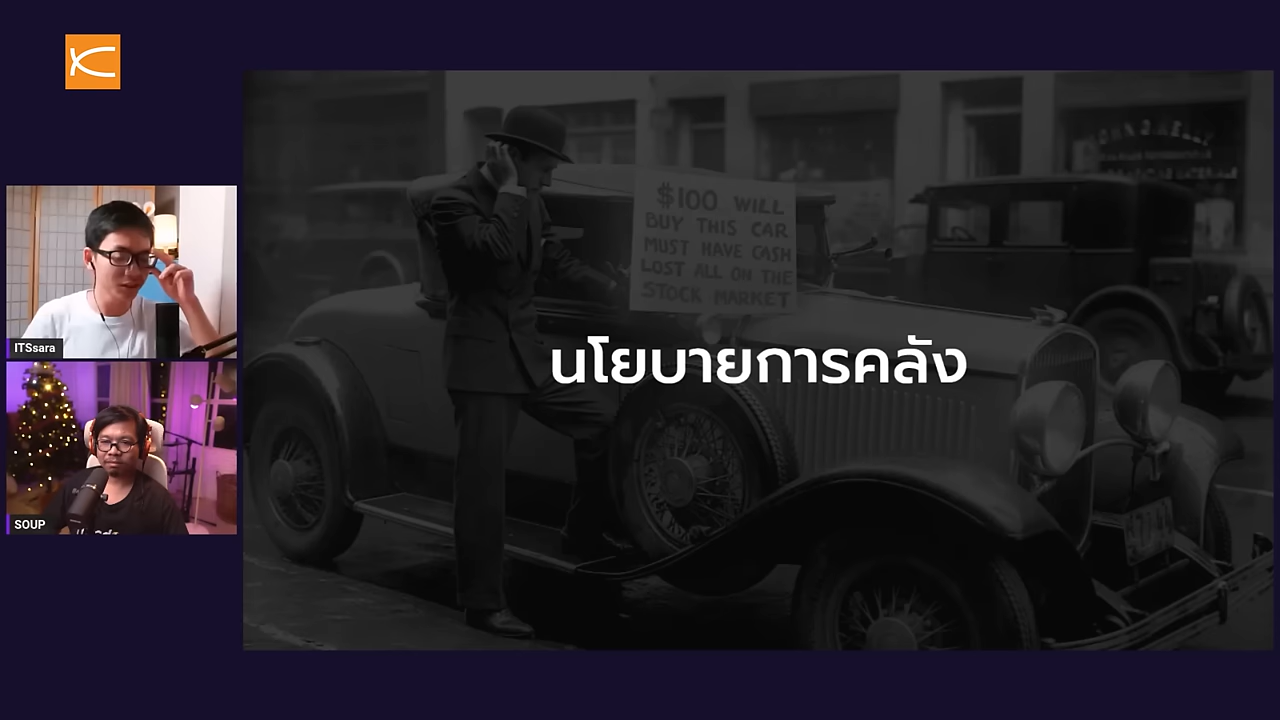 ITSsara
SOUP
$100 WILL
BUY THIS CAR
MUST HAVE CASH
LOST ALL ON THE
STOCK MARKET
นโยบายการคลัง